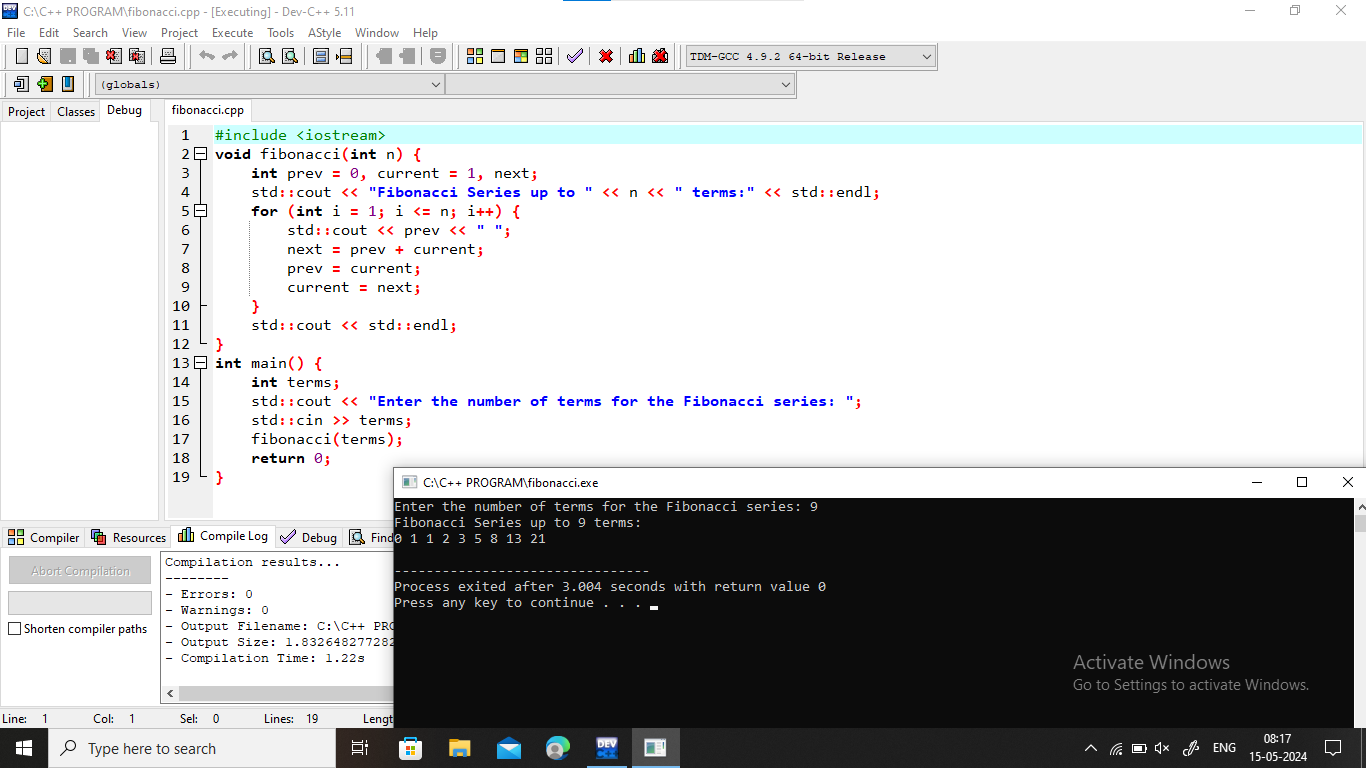 C:\C++ PROGRAM\fibonacci.cpp - [Executing] - Dev-C++ 5.11
File Edit Search View Project Execute Tools AStyle Window Help
TDM-GCC 4.9.2 64-bit Release
(globals)
Project Classes Debug fibonacci.cpp
1 #include <iostream>
2 void fibonacci(int n) {
3 int prev = 0, current = 1, next;
4 std::cout << "Fibonacci Series up to " << n << " terms:" << std::endl;
5 for (int i = 1; i <= n; i++) {
6 std::cout << prev << " ";
7 next = prev + current;
8 prev = current;
9 current = next;
10 }
11 std::cout << std::endl;
12 }
13 int main() {
14 int terms;
15 std::cout << "Enter the number of terms for the Fibonacci series: ";
16 std::cin >> terms;
17 fibonacci(terms);
18 return 0;
19 }
C:\C++ PROGRAM\fibonacci.exe
Enter the number of terms for the Fibonacci series: 9
Fibonacci Series up to 9 terms:
0 1 1 2 3 5 8 13 21
--------------------------------
Process exited after 3.004 seconds with return value 0
Press any key to continue . . .
Compiler Resources Compile Log Debug Find
Abort Compilation
Shorten compiler paths
Compilation results...
--------
- Errors: 0
- Warnings: 0
- Output Filename: C:\C++ PRO
- Output Size: 1.832648277282
- Compilation Time: 1.22s
Activate Windows
Go to Settings to activate Windows.
Line: 1 Col: 1 Sel: 0 Lines: 19 Lengt
Type here to search
DEV
ENG
08:17
15-05-2024